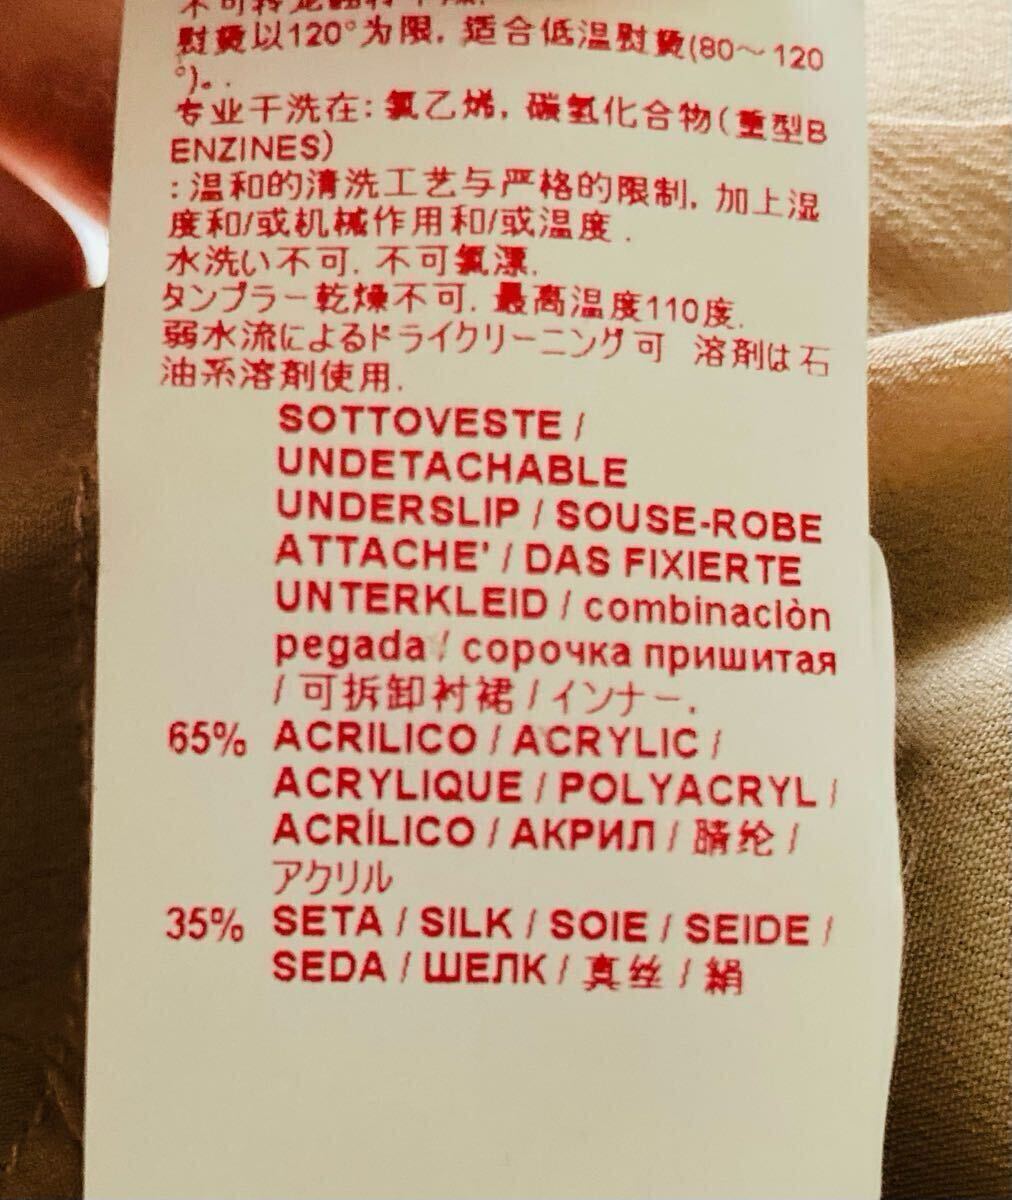 熨烫以120°为限, 适合低温熨烫(80～120
°)。.
专业干洗在: 氯乙烯, 碳氢化合物(重型B
ENZINES)
:温和的清洗工艺与严格的限制, 加上湿
度和/或机械作用和/或温度.
水洗い不可. 不可氯漂.
タンブラー乾燥不可. 最高温度110度.
弱水流によるドライクリーニング可 溶剤は石
油系溶剤使用.
SOTTOVESTE /
UNDETACHABLE
UNDERSLIP / SOUSE-ROBE
ATTACHE' / DAS FIXIERTE
UNTERKLEID / combinaciòn
pegada / сорочка пришитая
/ 可拆卸衬裙 / インナー.
65% ACRILICO / ACRYLIC /
ACRYLIQUE / POLYACRYL /
ACRÍLICO / АКРИЛ / 腈纶 /
アクリル
35% SETA / SILK / SOIE / SEIDE /
SEDA / ШЕЛК / 真丝 / 絹